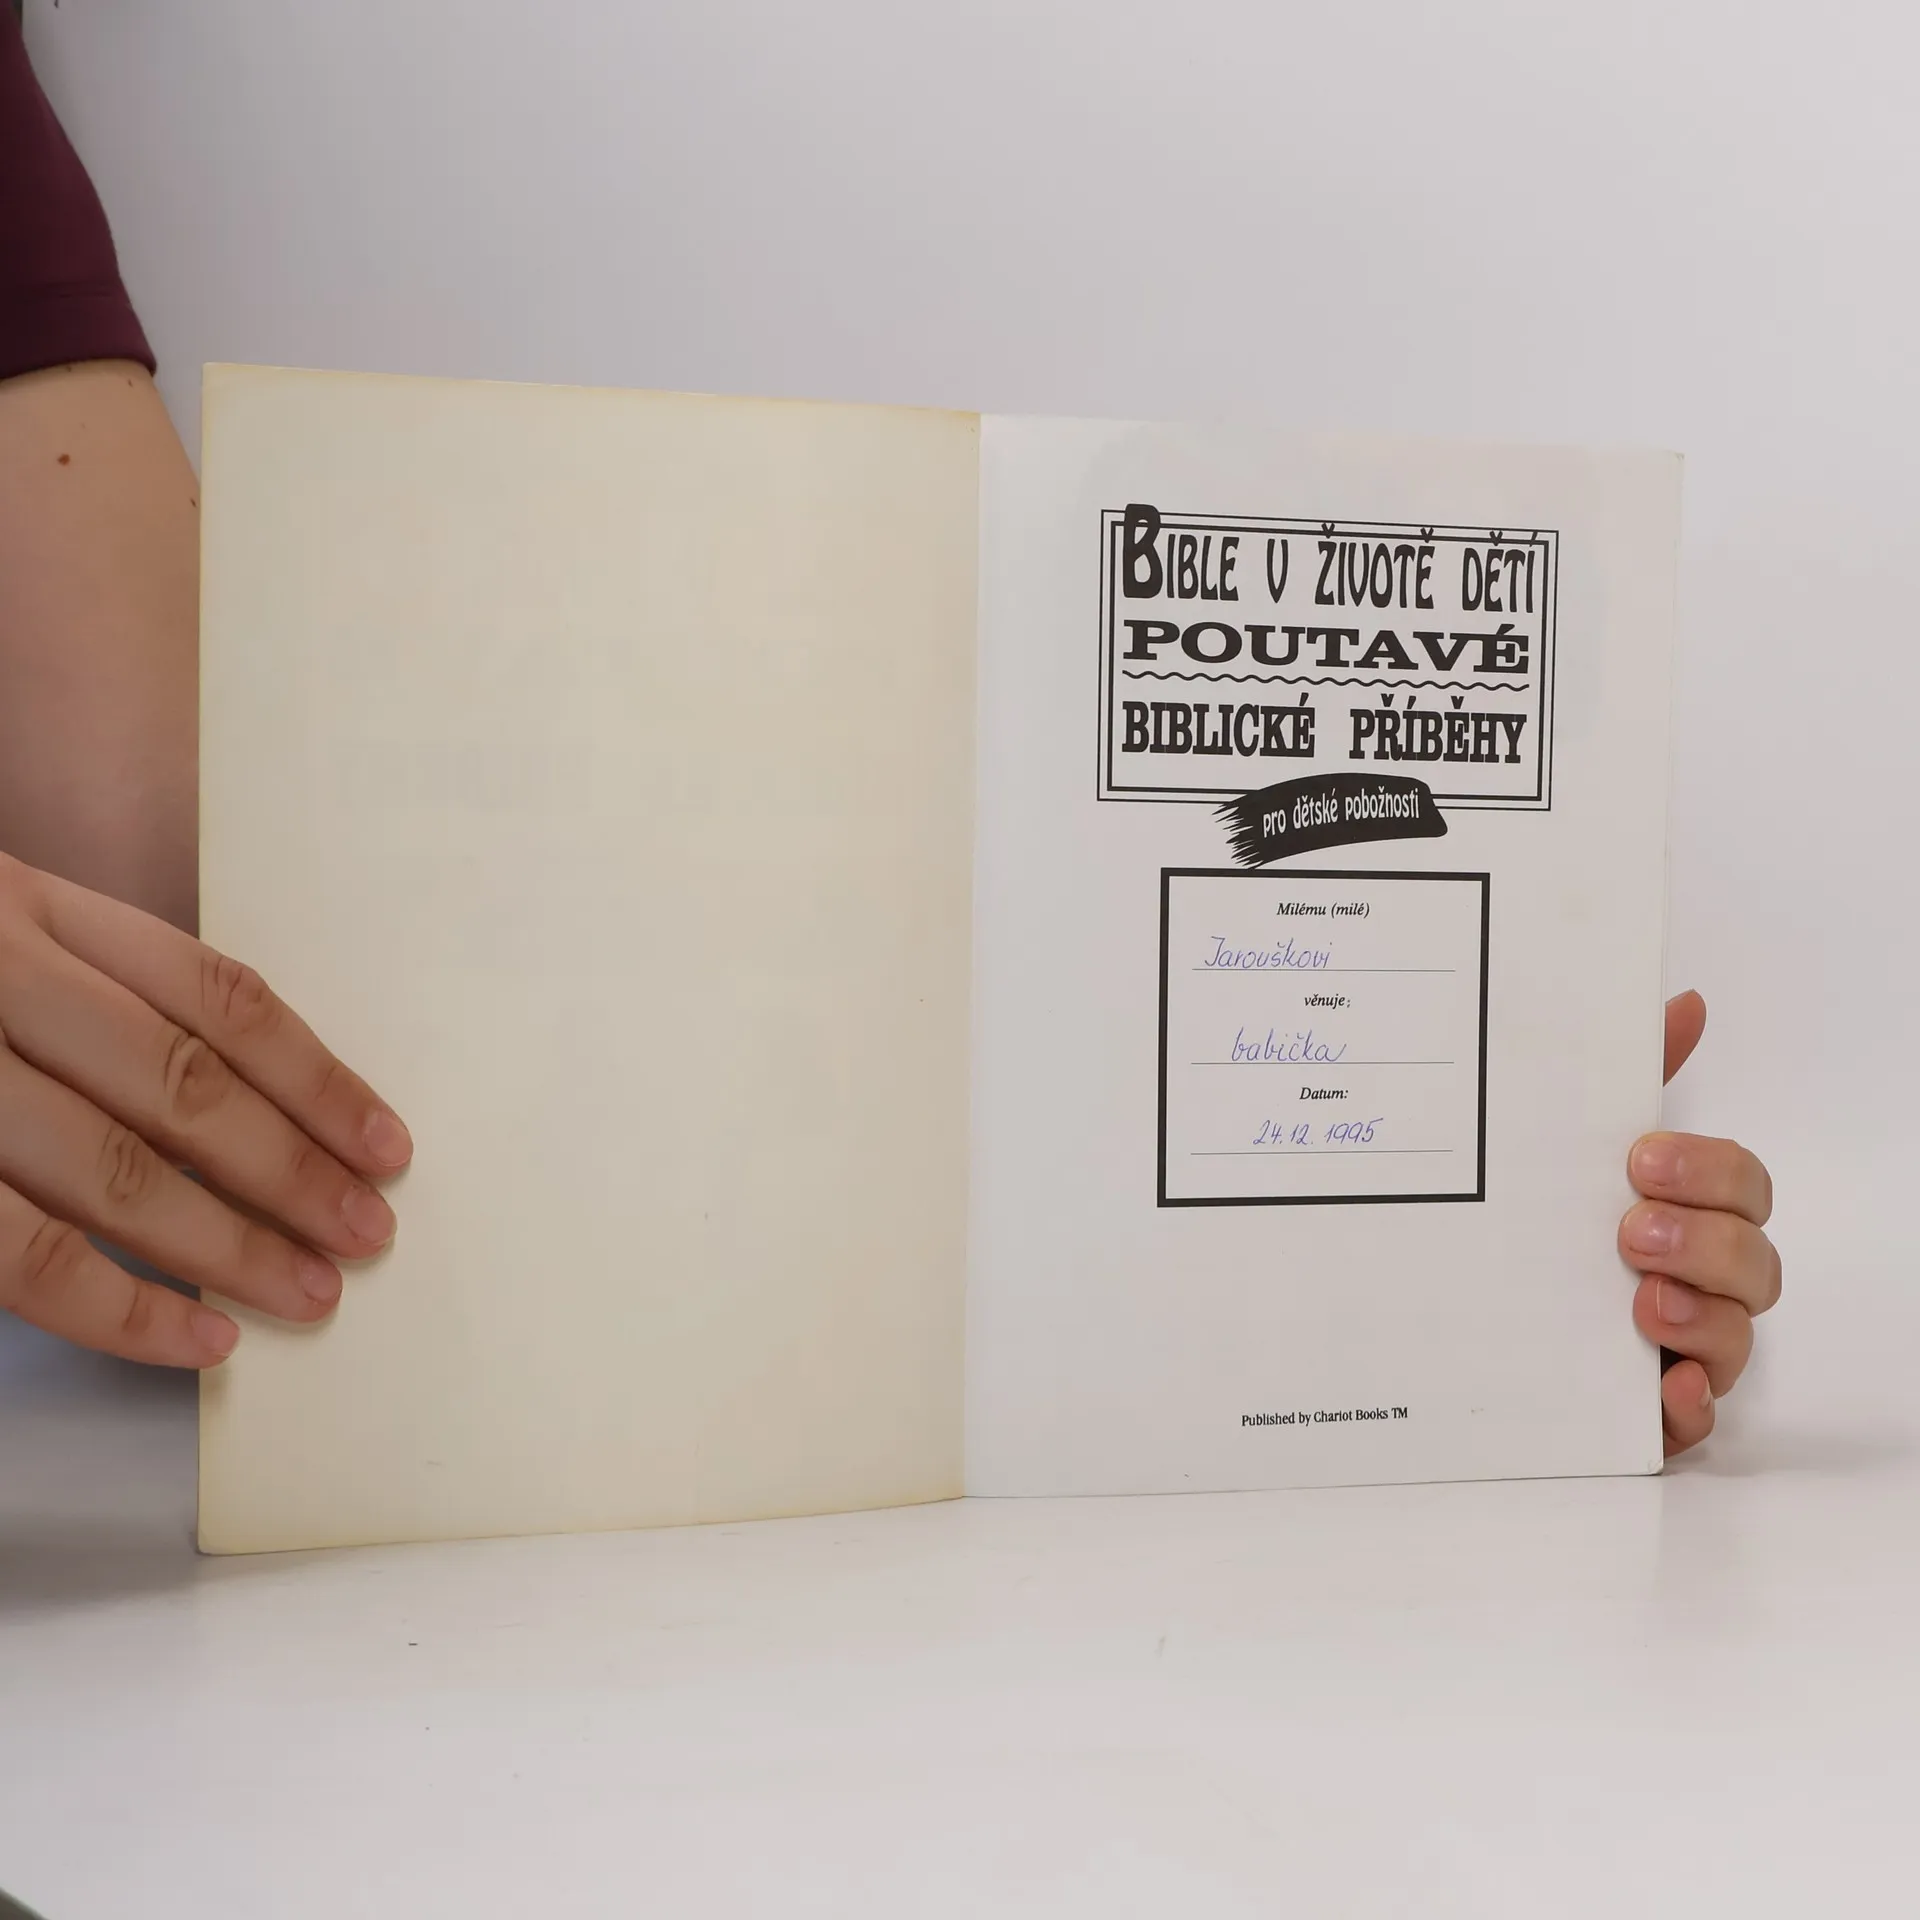 BIBLE V ŽIVOTĚ DĚTÍ
POUTAVÉ
BIBLICKÉ PŘÍBĚHY
pro dětské pobožnosti
Milému (milé)
Jarouškovi
věnuje:
babička
Datum:
24.12.1995
Published by Chariot Books TM